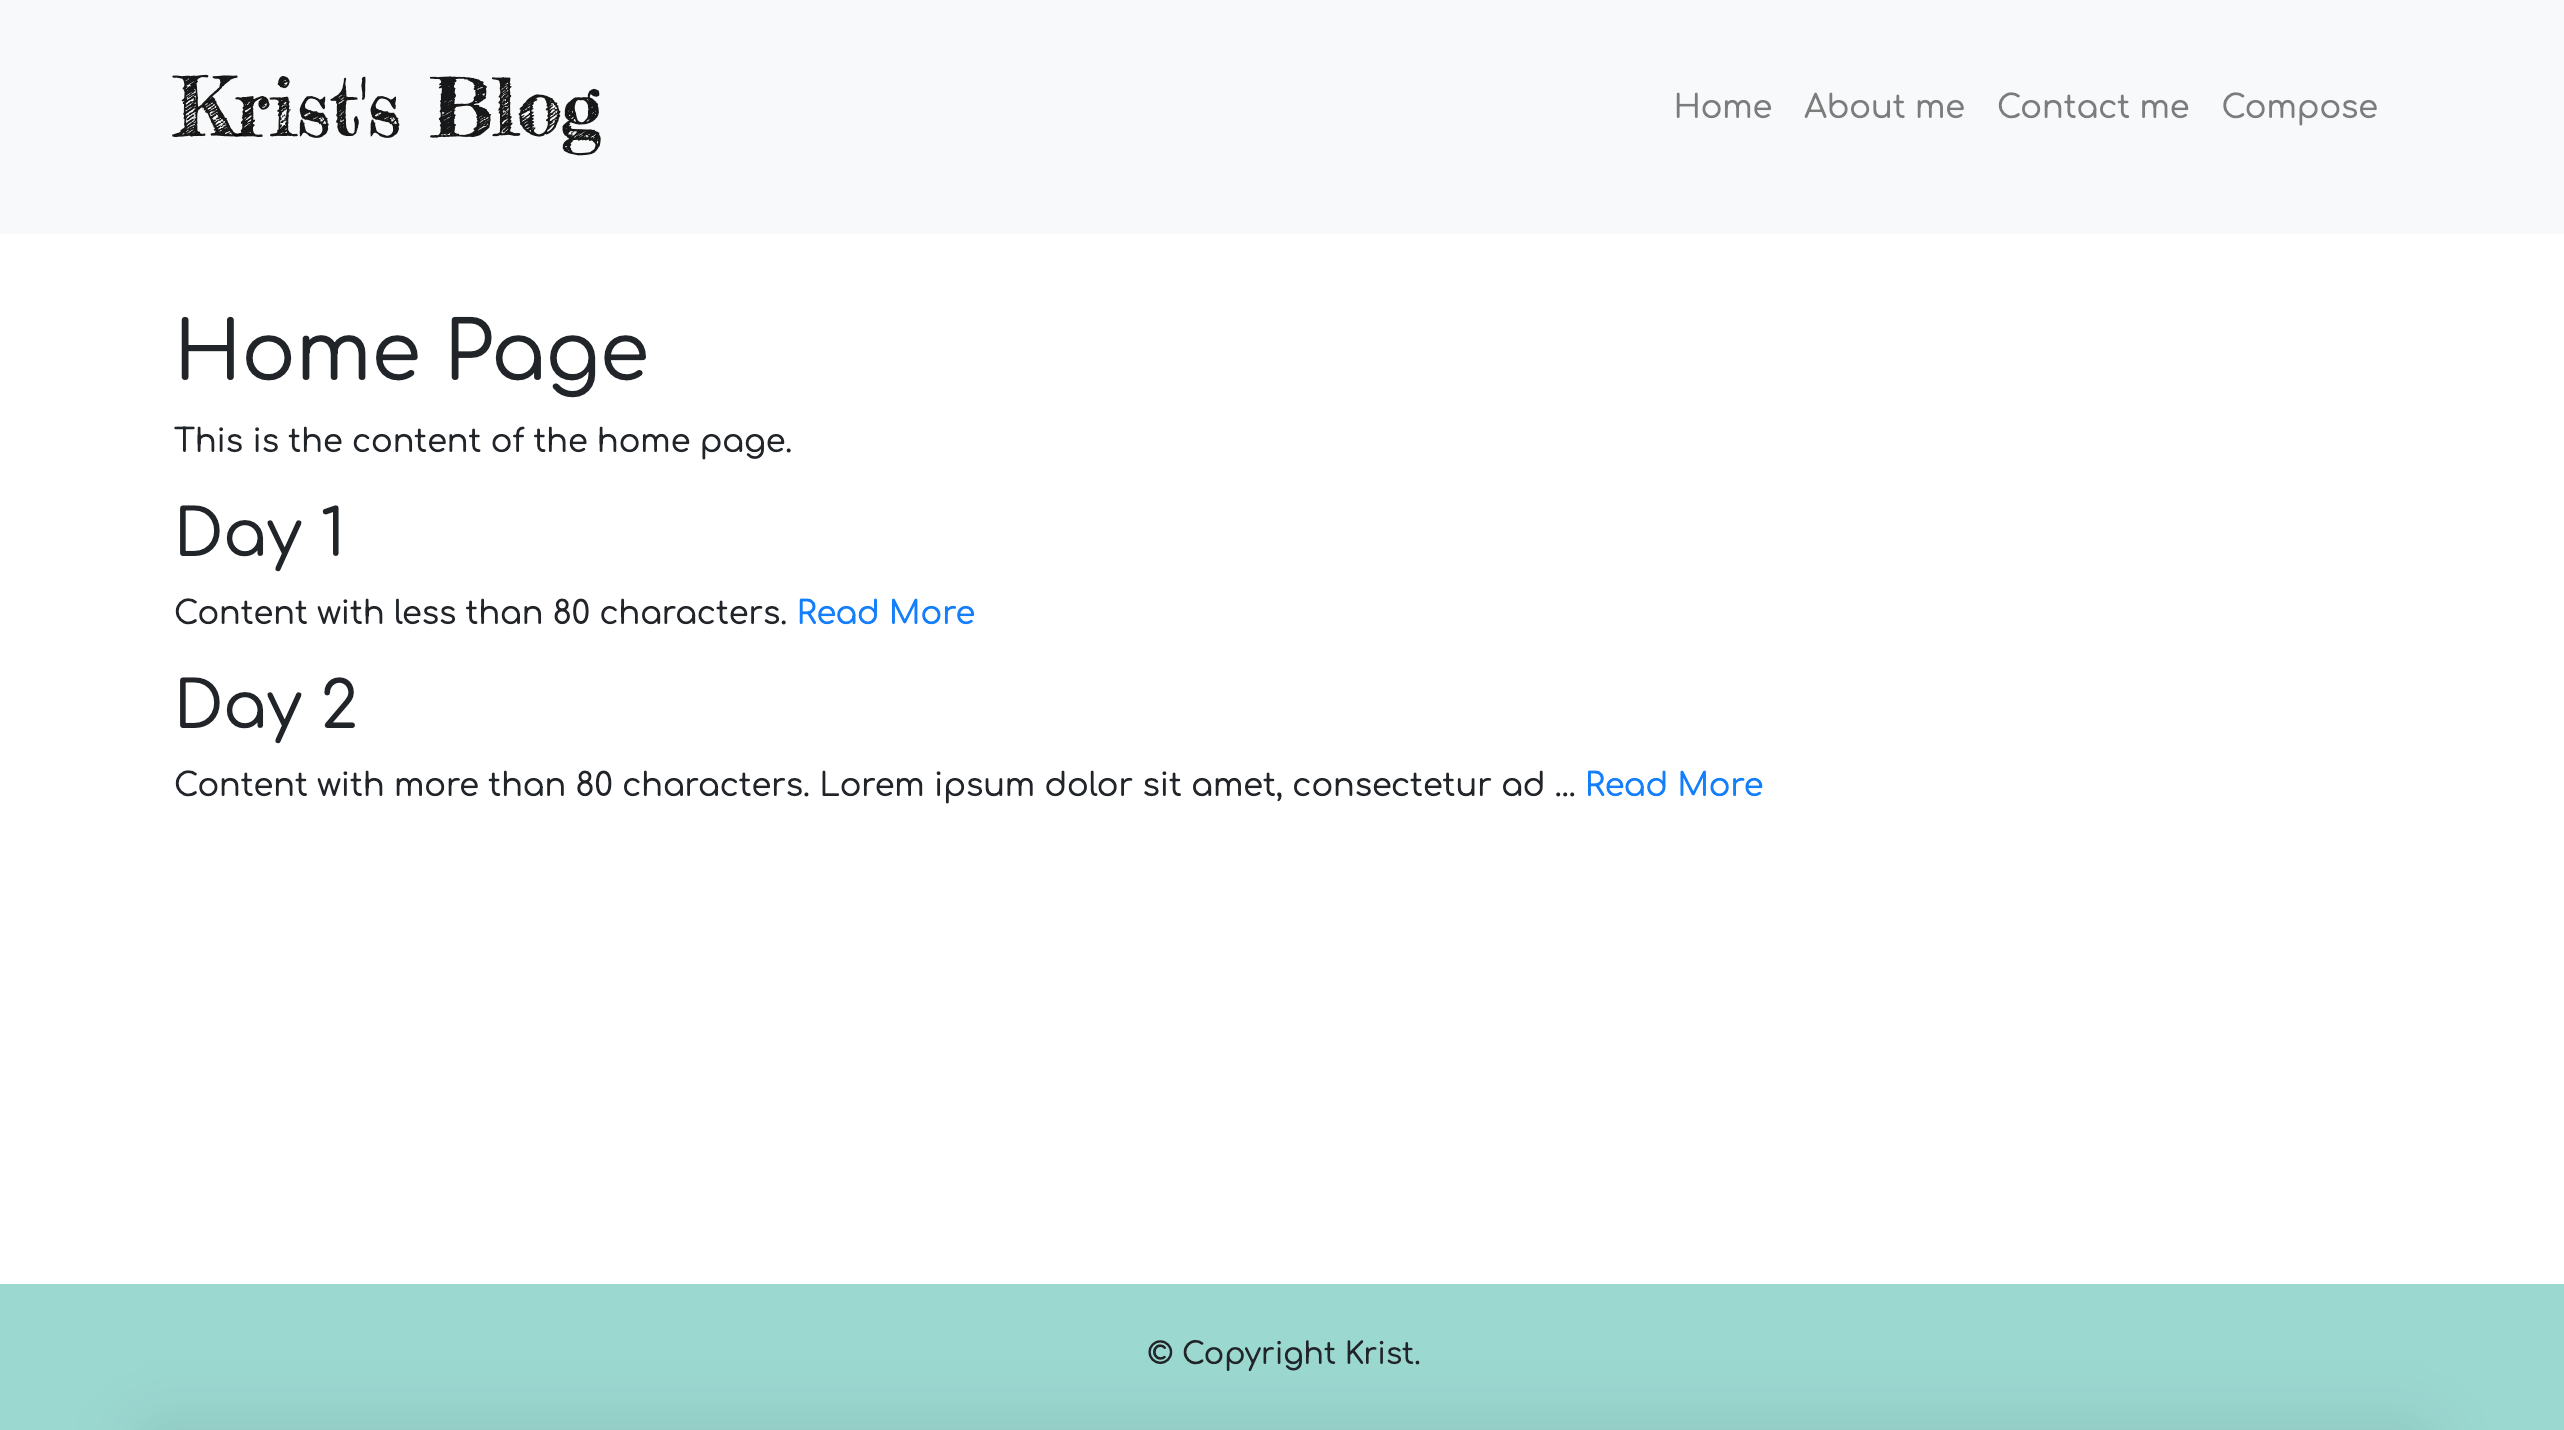 Krist's Blog
Home About me Contact me Compose
Home Page
This is the content of the home page.
Day 1
Content with less than 80 characters. Read More
Day 2
Content with more than 80 characters. Lorem ipsum dolor sit amet, consectetur ad ... Read More
© Copyright Krist.